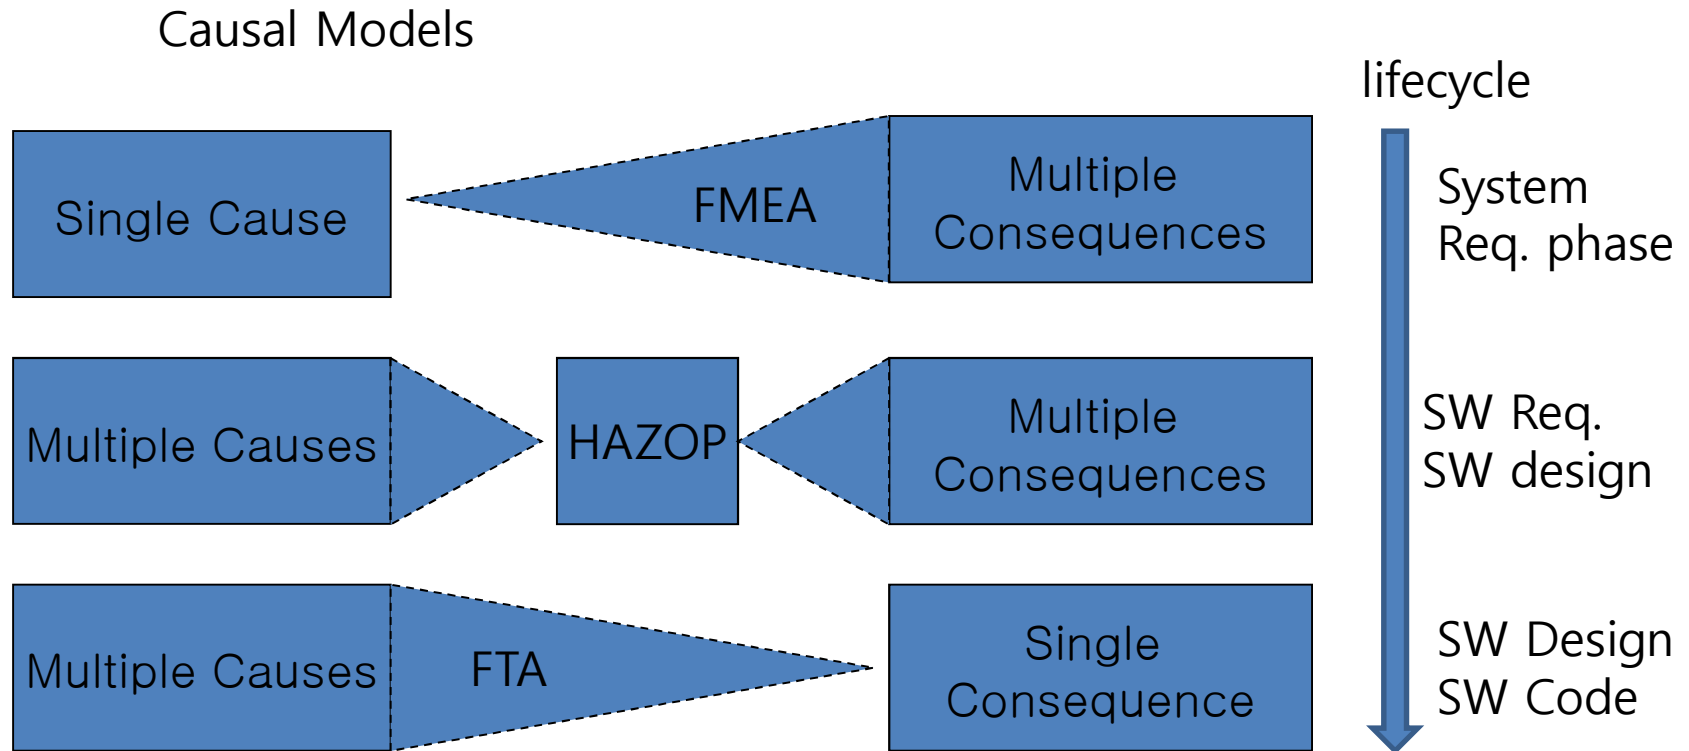 Causal Models
lifecycle
Single Cause
FMEA
Multiple
Consequences
System
Req. phase
Multiple Causes
HAZOP
Multiple
Consequences
SW Req.
SW design
Multiple Causes
FTA
Single
Consequence
SW Design
SW Code